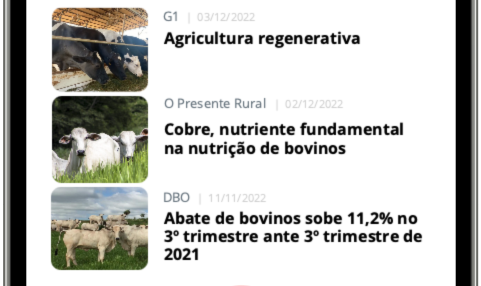 G1 | 03/12/2022
Agricultura regenerativa
O Presente Rural | 02/12/2022
Cobre, nutriente fundamental
na nutrição de bovinos
DBO | 11/11/2022
Abate de bovinos sobe 11,2% no
3º trimestre ante 3º trimestre de
2021